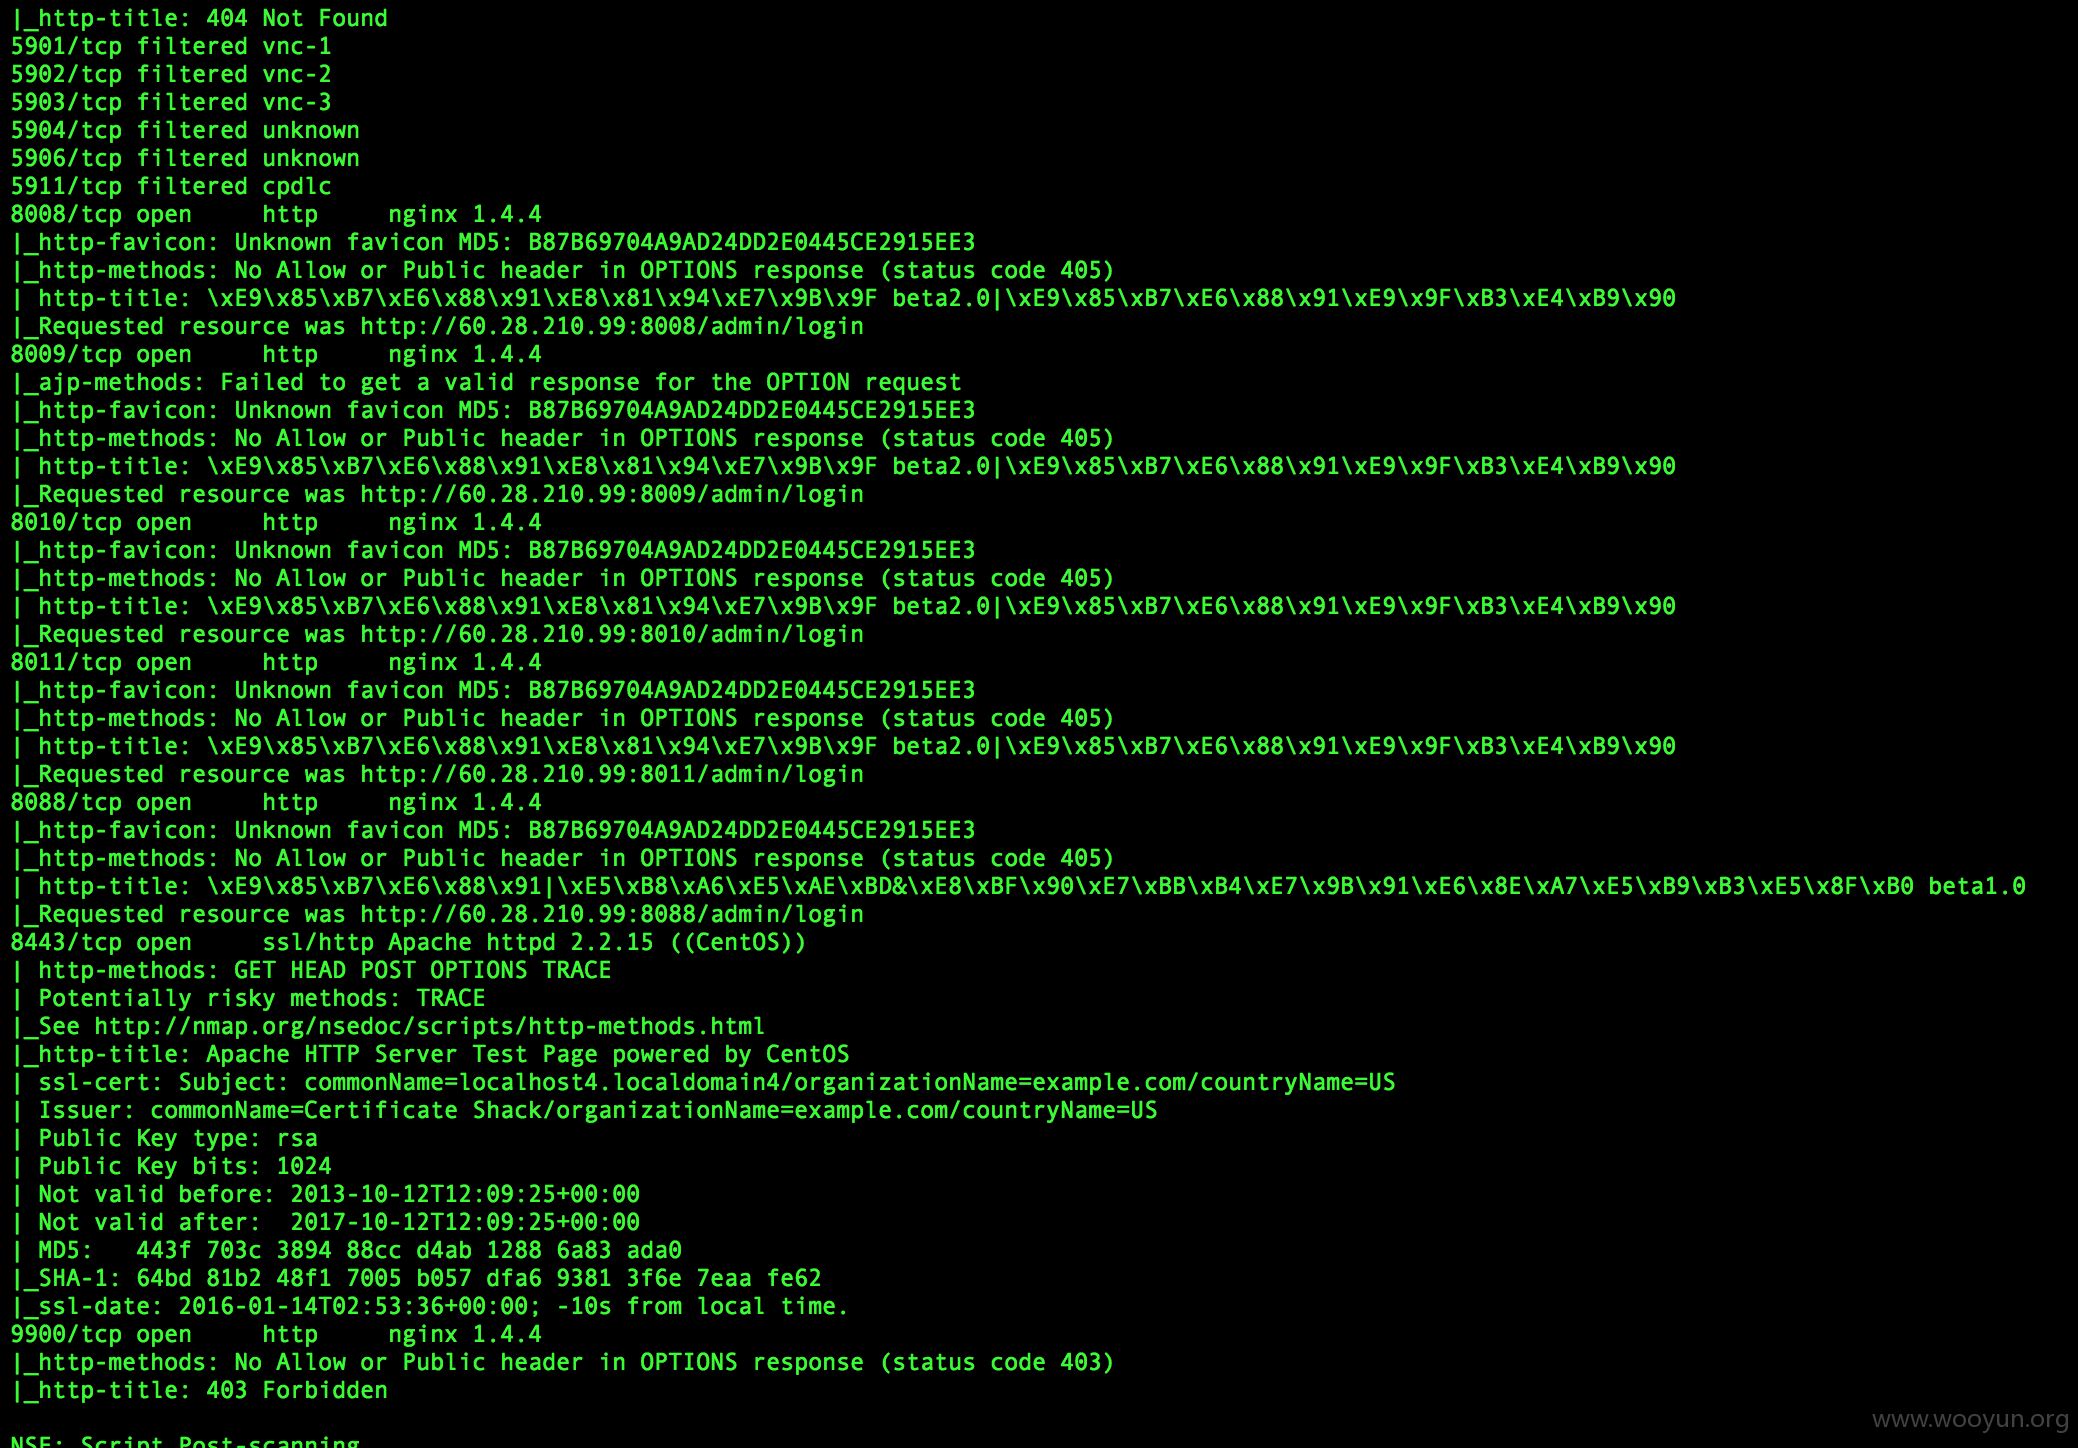 |_http-title: 404 Not Found
5901/tcp filtered vnc-1
5902/tcp filtered vnc-2
5903/tcp filtered vnc-3
5904/tcp filtered unknown
5906/tcp filtered unknown
5911/tcp filtered cpdlc
8008/tcp open     http     nginx 1.4.4
|_http-favicon: Unknown favicon MD5: B87B69704A9AD24DD2E0445CE2915EE3
|_http-methods: No Allow or Public header in OPTIONS response (status code 405)
| http-title: \xE9\x85\xB7\xE6\x88\x91\xE8\x81\x94\xE7\x9B\x9F beta2.0|\xE9\x85\xB7\xE6\x88\x91\xE9\x9F\xB3\xE4\xB9\x90
|_Requested resource was http://60.28.210.99:8008/admin/login
8009/tcp open     http     nginx 1.4.4
|_ajp-methods: Failed to get a valid response for the OPTION request
|_http-favicon: Unknown favicon MD5: B87B69704A9AD24DD2E0445CE2915EE3
|_http-methods: No Allow or Public header in OPTIONS response (status code 405)
| http-title: \xE9\x85\xB7\xE6\x88\x91\xE8\x81\x94\xE7\x9B\x9F beta2.0|\xE9\x85\xB7\xE6\x88\x91\xE9\x9F\xB3\xE4\xB9\x90
|_Requested resource was http://60.28.210.99:8009/admin/login
8010/tcp open     http     nginx 1.4.4
|_http-favicon: Unknown favicon MD5: B87B69704A9AD24DD2E0445CE2915EE3
|_http-methods: No Allow or Public header in OPTIONS response (status code 405)
| http-title: \xE9\x85\xB7\xE6\x88\x91\xE8\x81\x94\xE7\x9B\x9F beta2.0|\xE9\x85\xB7\xE6\x88\x91\xE9\x9F\xB3\xE4\xB9\x90
|_Requested resource was http://60.28.210.99:8010/admin/login
8011/tcp open     http     nginx 1.4.4
|_http-favicon: Unknown favicon MD5: B87B69704A9AD24DD2E0445CE2915EE3
|_http-methods: No Allow or Public header in OPTIONS response (status code 405)
| http-title: \xE9\x85\xB7\xE6\x88\x91\xE8\x81\x94\xE7\x9B\x9F beta2.0|\xE9\x85\xB7\xE6\x88\x91\xE9\x9F\xB3\xE4\xB9\x90
|_Requested resource was http://60.28.210.99:8011/admin/login
8088/tcp open     http     nginx 1.4.4
|_http-favicon: Unknown favicon MD5: B87B69704A9AD24DD2E0445CE2915EE3
|_http-methods: No Allow or Public header in OPTIONS response (status code 405)
| http-title: \xE9\x85\xB7\xE6\x88\x91|\xE5\xB8\xA6\xE5\xAE\xBD&\xE8\xBF\x90\xE7\xBB\xB4\xE7\x9B\x91\xE6\x8E\xA7\xE5\xB9\xB3\xE5\x8F\xB0 beta1.0
|_Requested resource was http://60.28.210.99:8088/admin/login
8443/tcp open     ssl/http Apache httpd 2.2.15 ((CentOS))
| http-methods: GET HEAD POST OPTIONS TRACE
| Potentially risky methods: TRACE
|_See http://nmap.org/nsedoc/scripts/http-methods.html
|_http-title: Apache HTTP Server Test Page powered by CentOS
| ssl-cert: Subject: commonName=localhost4.localdomain4/organizationName=example.com/countryName=US
| Issuer: commonName=Certificate Shack/organizationName=example.com/countryName=US
| Public Key type: rsa
| Public Key bits: 1024
| Not valid before: 2013-10-12T12:09:25+00:00
| Not valid after:  2017-10-12T12:09:25+00:00
| MD5:   443f 703c 3894 88cc d4ab 1288 6a83 ada0
|_SHA-1: 64bd 81b2 48f1 7005 b057 dfa6 9381 3f6e 7eaa fe62
|_ssl-date: 2016-01-14T02:53:36+00:00; -10s from local time.
9900/tcp open     http     nginx 1.4.4
|_http-methods: No Allow or Public header in OPTIONS response (status code 403)
|_http-title: 403 Forbidden
www.wooyun.org
NSE: Script Post-scanning.